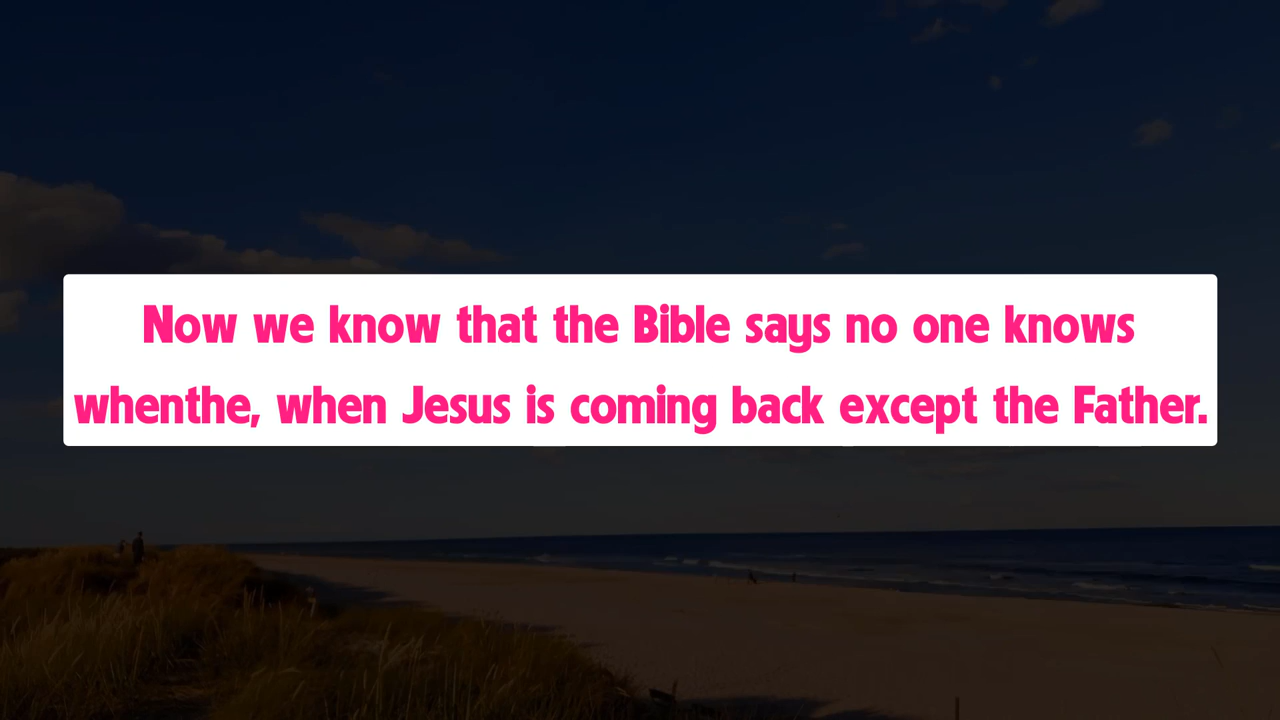 Now we know that the Bible says no one knows
whenthe, when Jesus is coming back except the Father.